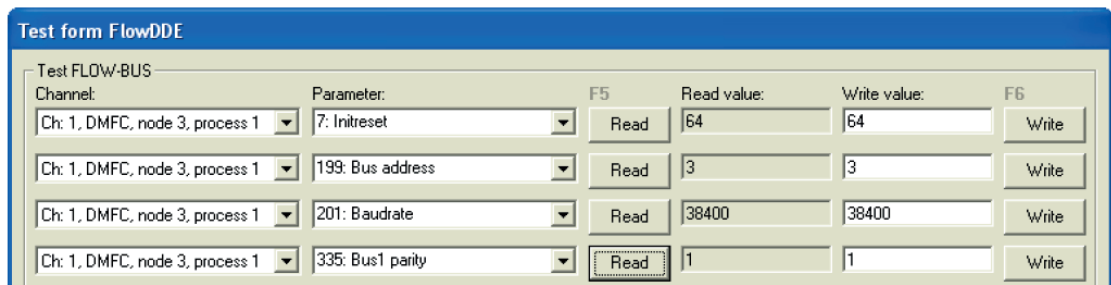 Test form FlowDDE
Test FLOW-BUS
Channel: Parameter: F5 Read value: Write value: F6
Ch: 1, DMFC, node 3, process 1 7: Initreset Read 64 64 Write
Ch: 1, DMFC, node 3, process 1 199: Bus address Read 3 3 Write
Ch: 1, DMFC, node 3, process 1 201: Baudrate Read 38400 38400 Write
Ch: 1, DMFC, node 3, process 1 335: Bus1 parity Read 1 1 Write